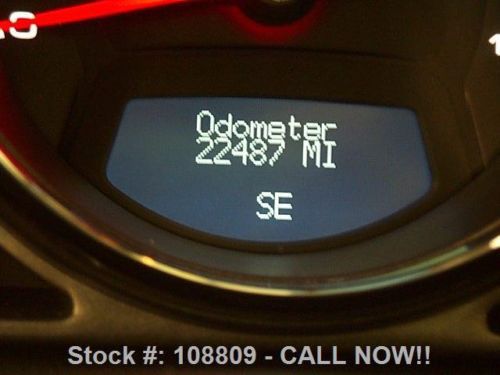 Odometer
22487 MI
SE
Stock #: 108809 - CALL NOW!!